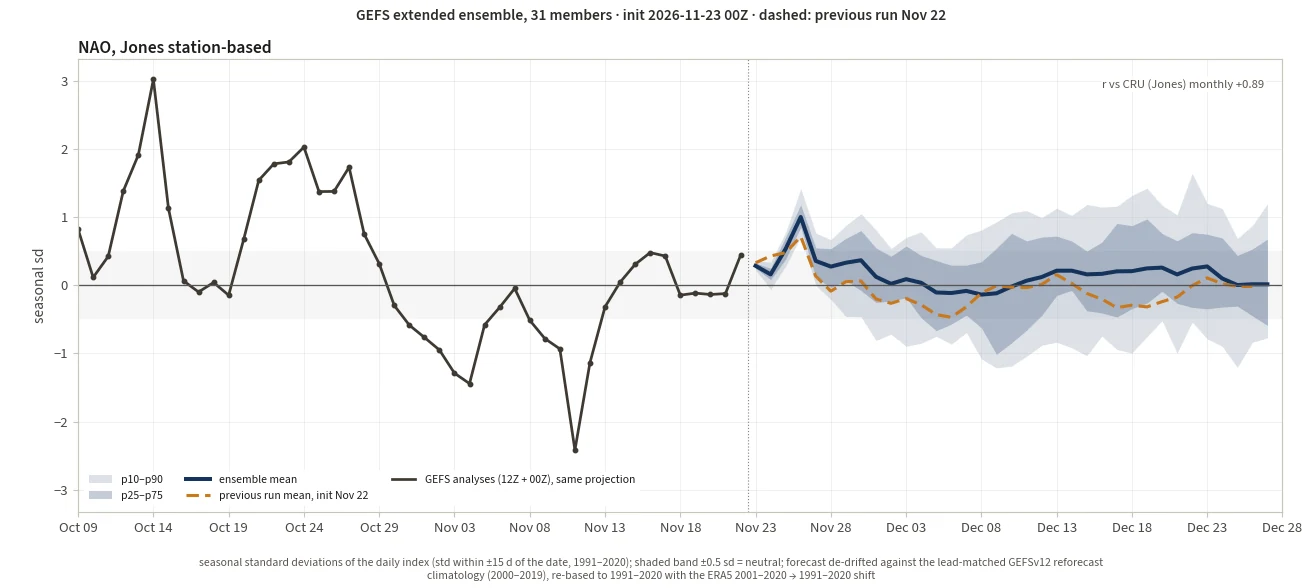 GEFS extended ensemble, 31 members · init 2026-11-23 00Z · dashed: previous run Nov 22
NAO, Jones station-based
r vs CRU (Jones) monthly +0.89
seasonal sd
3
2
1
0
−1
−2
−3
p10–p90
ensemble mean
GEFS analyses (12Z + 00Z), same projection
p25–p75
previous run mean, init Nov 22
Oct 09 Oct 14 Oct 19 Oct 24 Oct 29 Nov 03 Nov 08 Nov 13 Nov 18 Nov 23 Nov 28 Dec 03 Dec 08 Dec 13 Dec 18 Dec 23 Dec 28
seasonal standard deviations of the daily index (std within ±15 d of the date, 1991–2020); shaded band ±0.5 sd = neutral; forecast de-drifted against the lead-matched GEFSv12 reforecast
climatology (2000–2019), re-based to 1991–2020 with the ERA5 2001–2020 → 1991–2020 shift